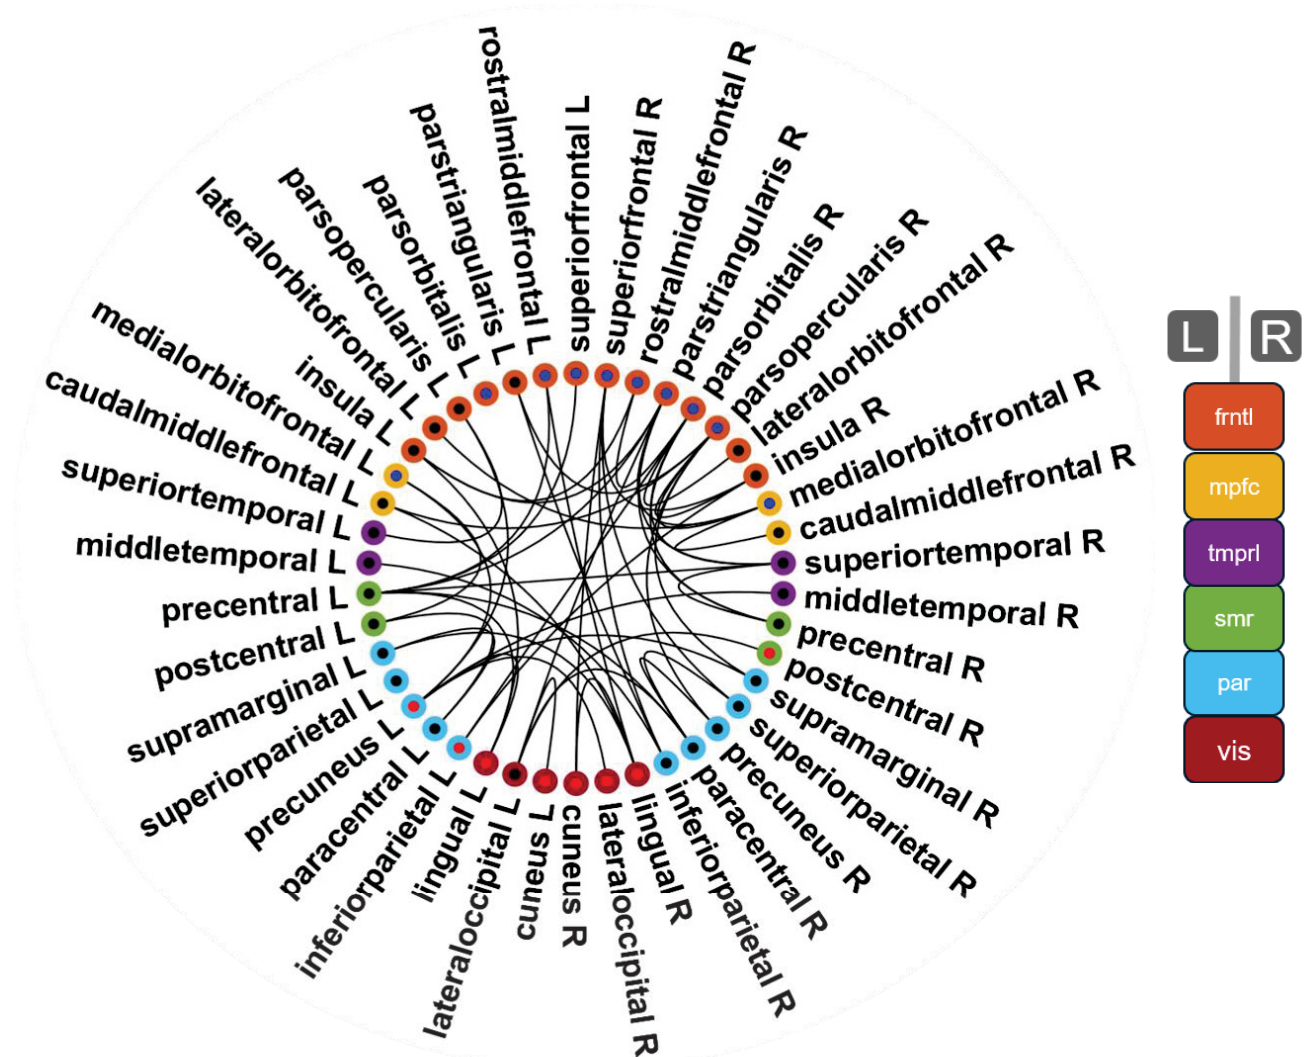 rostralmiddlefrontal L
superiorfrontal L
superiorfrontal R
rostralmiddlefrontal R
parstriangularis R
parsorbitalis R
parsopercularis R
lateralorbitofrontal R
insula R
medialorbitofrontal R
caudalmiddlefrontal R
superiortemporal R
middletemporal R
precentral R
postcentral R
supramarginal R
superiorparietal R
precuneus R
paracentral R
inferiorparietal R
lingual R
lateraloccipital R
cuneus R
cuneus L
lateraloccipital L
lingual L
inferiorparietal L
paracentral L
precuneus L
superiorparietal L
supramarginal L
postcentral L
precentral L
middletemporal L
superiortemporal L
caudalmiddlefrontal L
medialorbitofrontal L
insula L
lateralorbitofrontal L
parsopercularis L
parsorbitalis L
parstriangularis L
L R
frntl
mpfc
tmprl
smr
par
vis